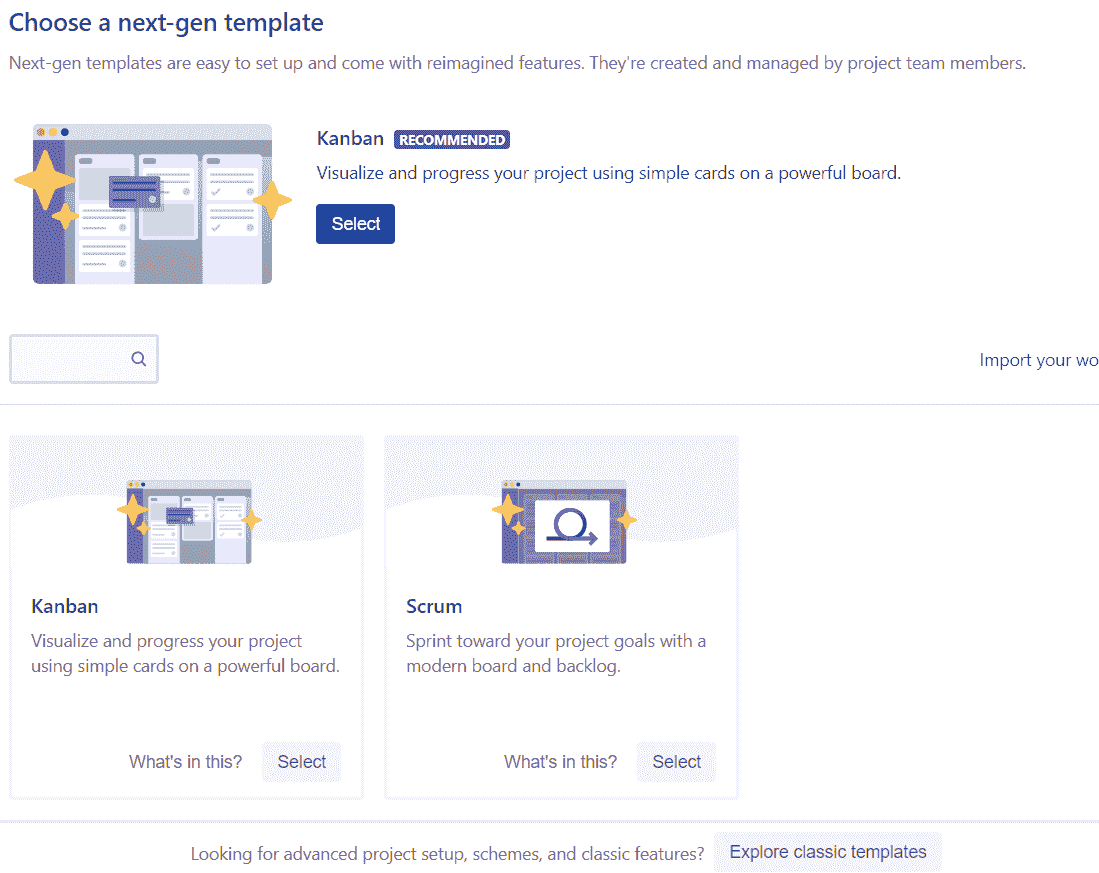 Choose a next-gen template
Next-gen templates are easy to set up and come with reimagined features. They're created and managed by project team members.
Kanban RECOMMENDED
Visualize and progress your project using simple cards on a powerful board.
Select
Import your wo
Kanban
Visualize and progress your project
using simple cards on a powerful board.
What's in this? Select
Scrum
Sprint toward your project goals with a
modern board and backlog.
What's in this? Select
Looking for advanced project setup, schemes, and classic features? Explore classic templates